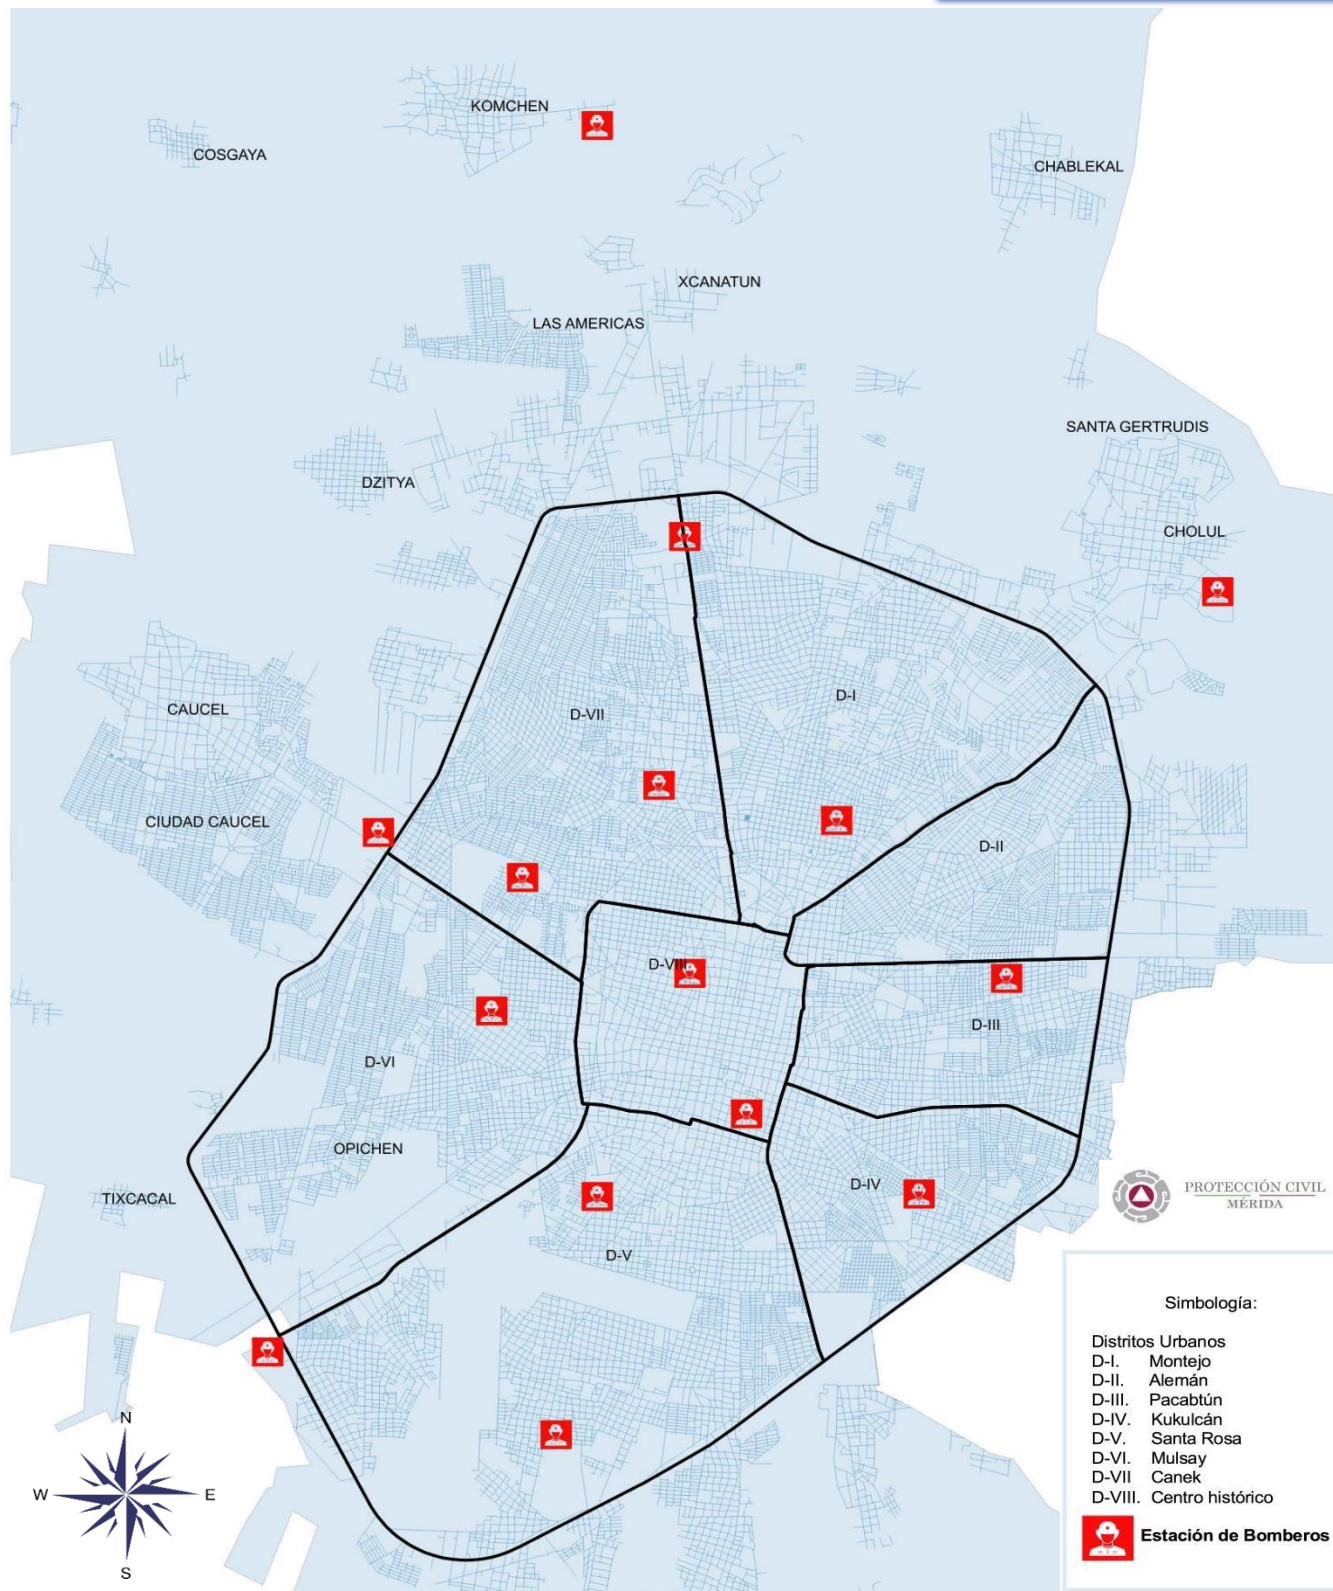 KOMCHEN
COSGAYA
CHABLEKAL
XCANATUN
LAS AMERICAS
SANTA GERTRUDIS
DZITYA
CHOLUL
D-I
CAUCEL
D-VII
CIUDAD CAUCEL
D-II
D-VIII
D-III
D-VI
OPICHEN
TIXCACAL
D-IV
PROTECCIÓN CIVIL
MÉRIDA
D-V
Simbología:
Distritos Urbanos
D-I. Montejo
D-II. Alemán
D-III. Pacabtún
D-IV. Kukulcán
D-V. Santa Rosa
D-VI. Mulsay
D-VII Canek
D-VIII. Centro histórico
Estación de Bomberos
N
W
E
S